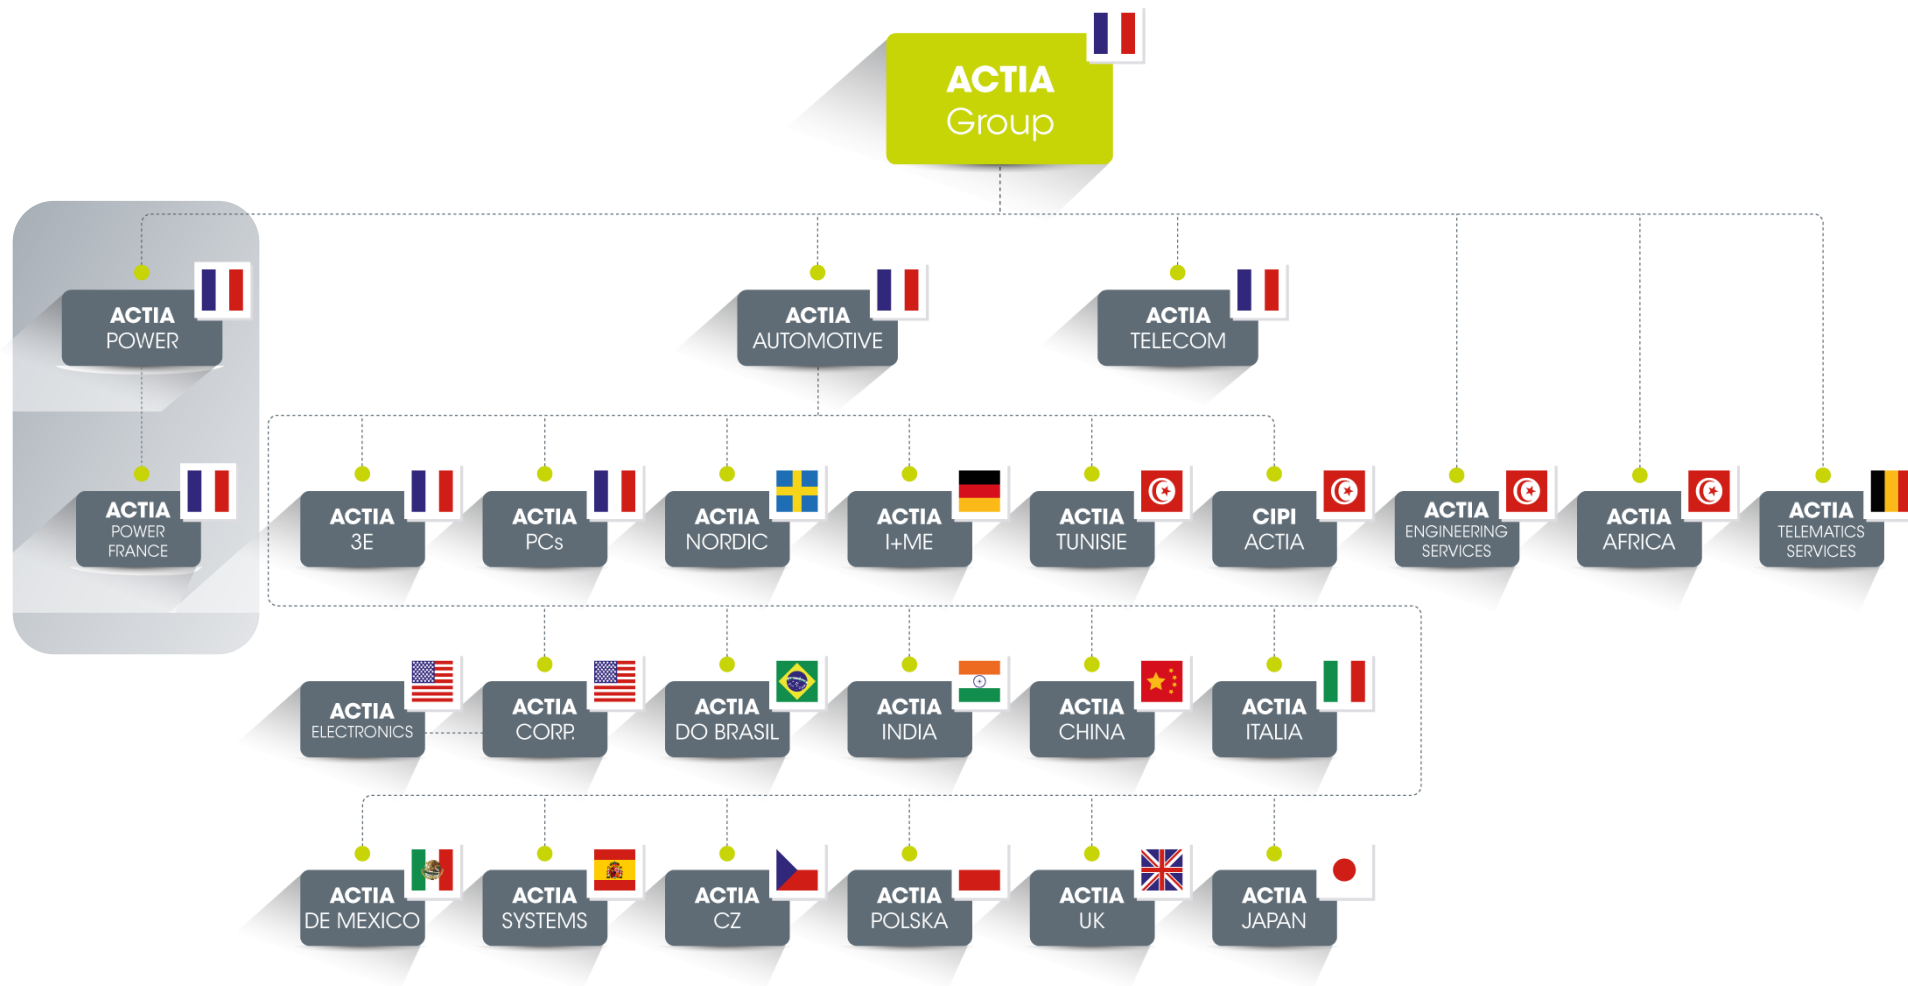 ACTIA
Group
ACTIA
POWER
ACTIA
AUTOMOTIVE
ACTIA
TELECOM
ACTIA
POWER
FRANCE
ACTIA
3E
ACTIA
PCs
ACTIA
NORDIC
ACTIA
I+ME
ACTIA
TUNISIE
CIPI
ACTIA
ACTIA
ENGINEERING
SERVICES
ACTIA
AFRICA
ACTIA
TELEMATICS
SERVICES
ACTIA
ELECTRONICS
ACTIA
CORP.
ACTIA
DO BRASIL
ACTIA
INDIA
ACTIA
CHINA
ACTIA
ITALIA
ACTIA
DE MEXICO
ACTIA
SYSTEMS
ACTIA
CZ
ACTIA
POLSKA
ACTIA
UK
ACTIA
JAPAN